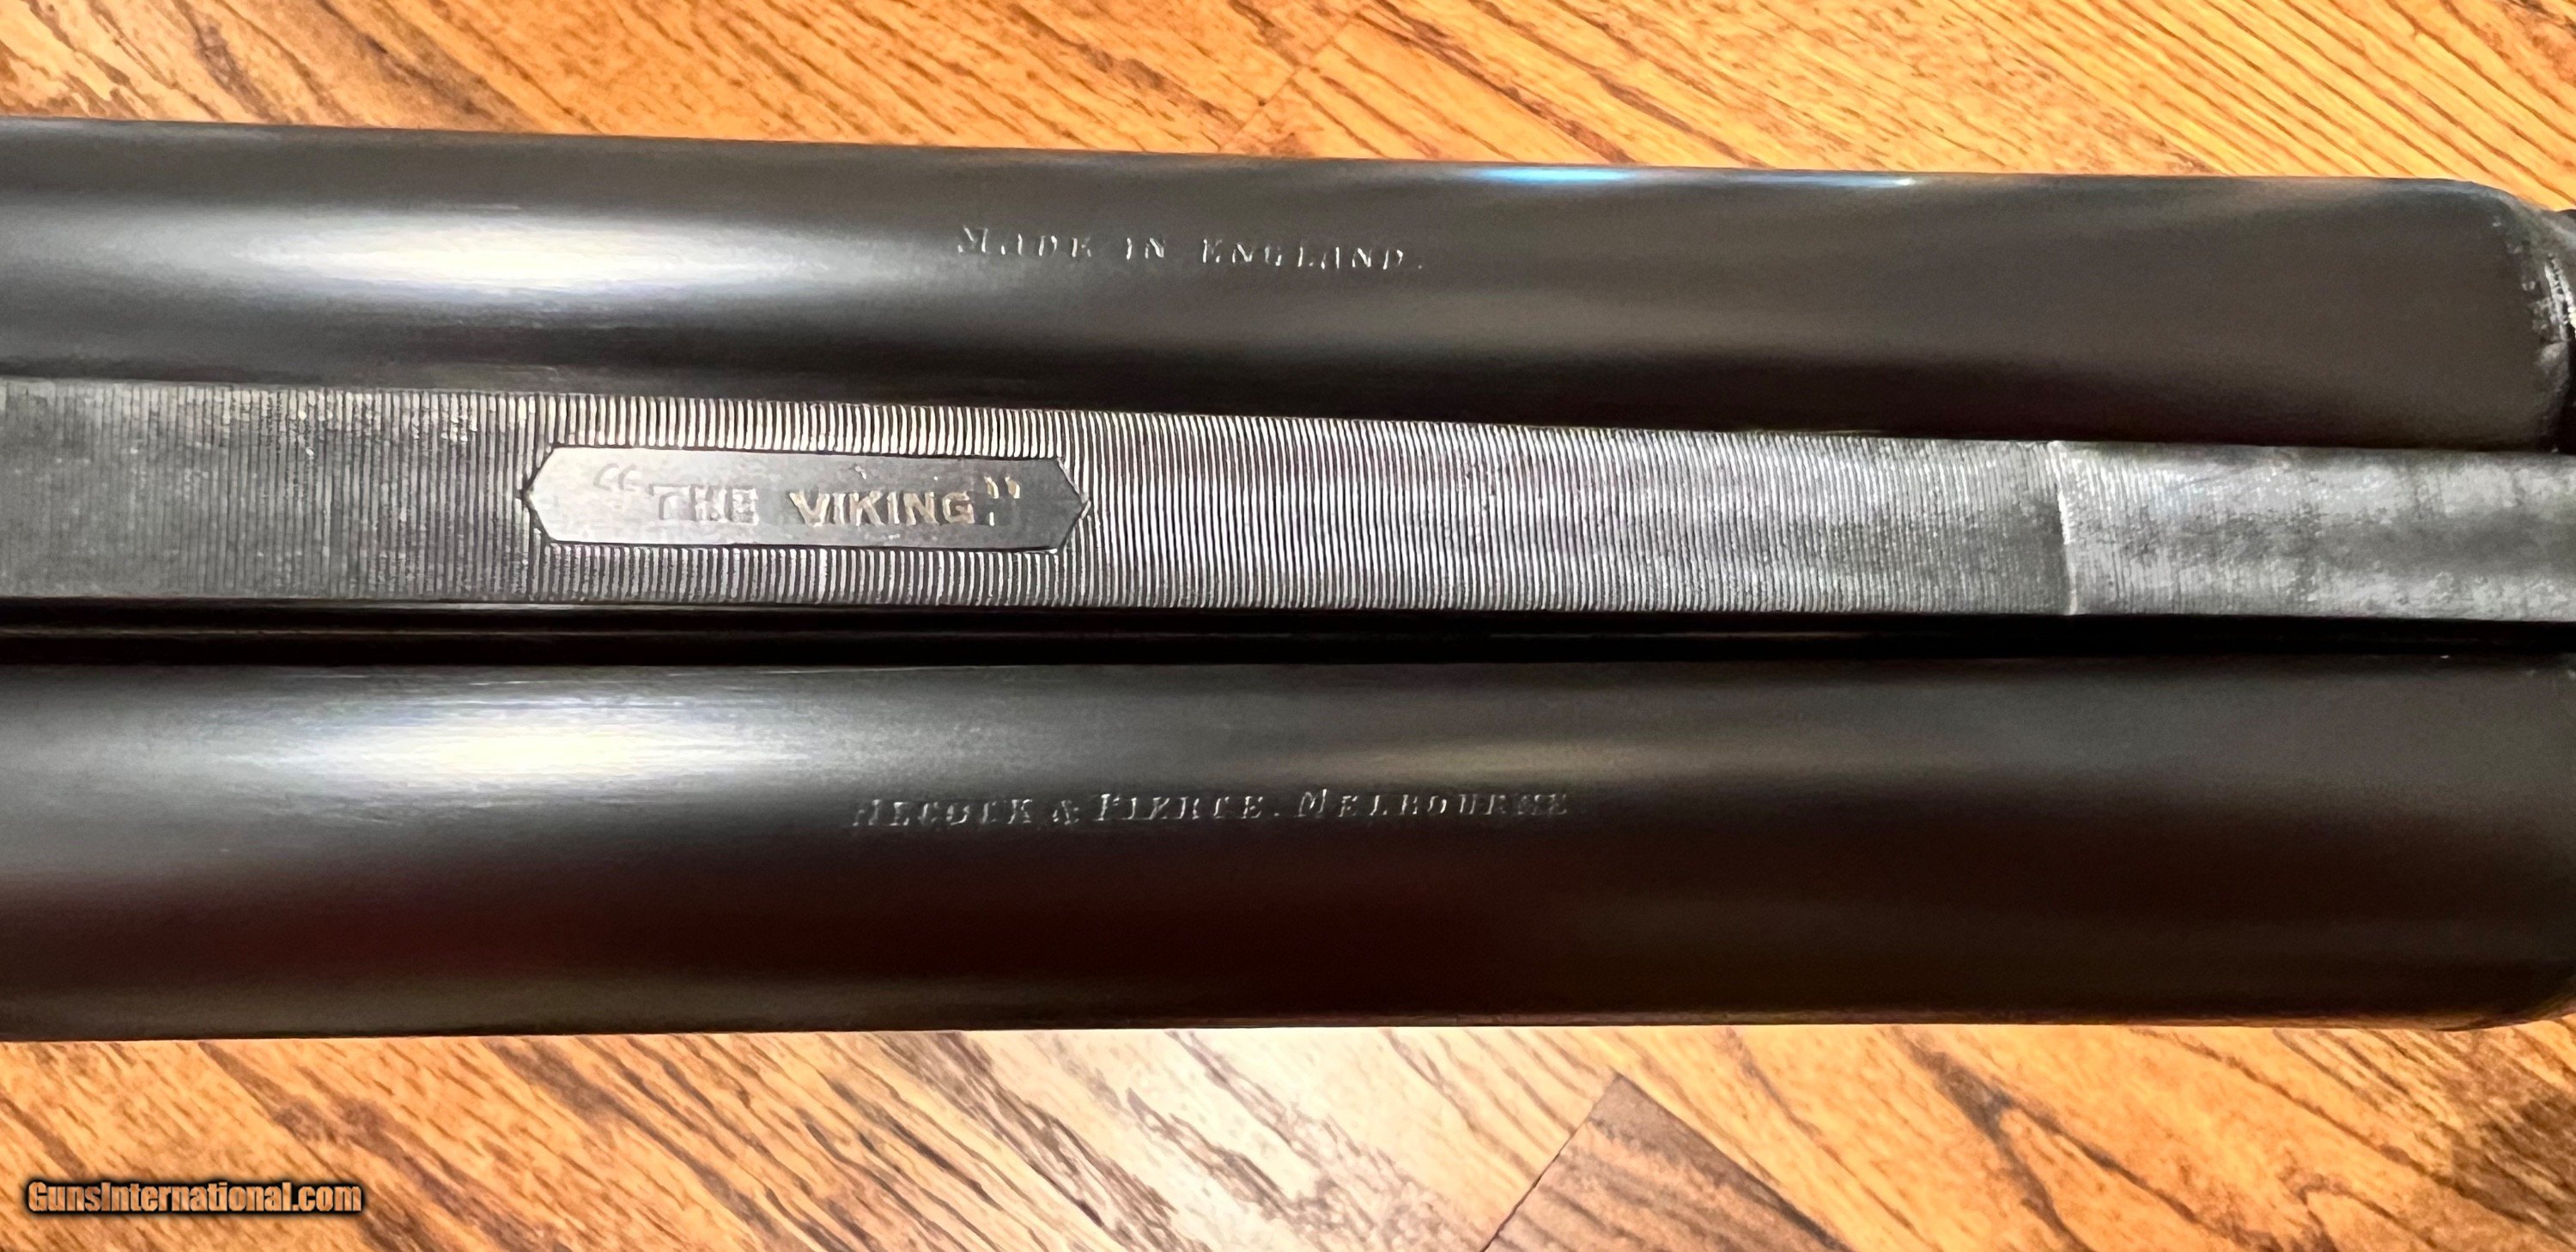 MADE IN ENGLAND.
"THE VIKING"
ALCOCK & PIERCE. MELBOURNE
GunsInternational.com